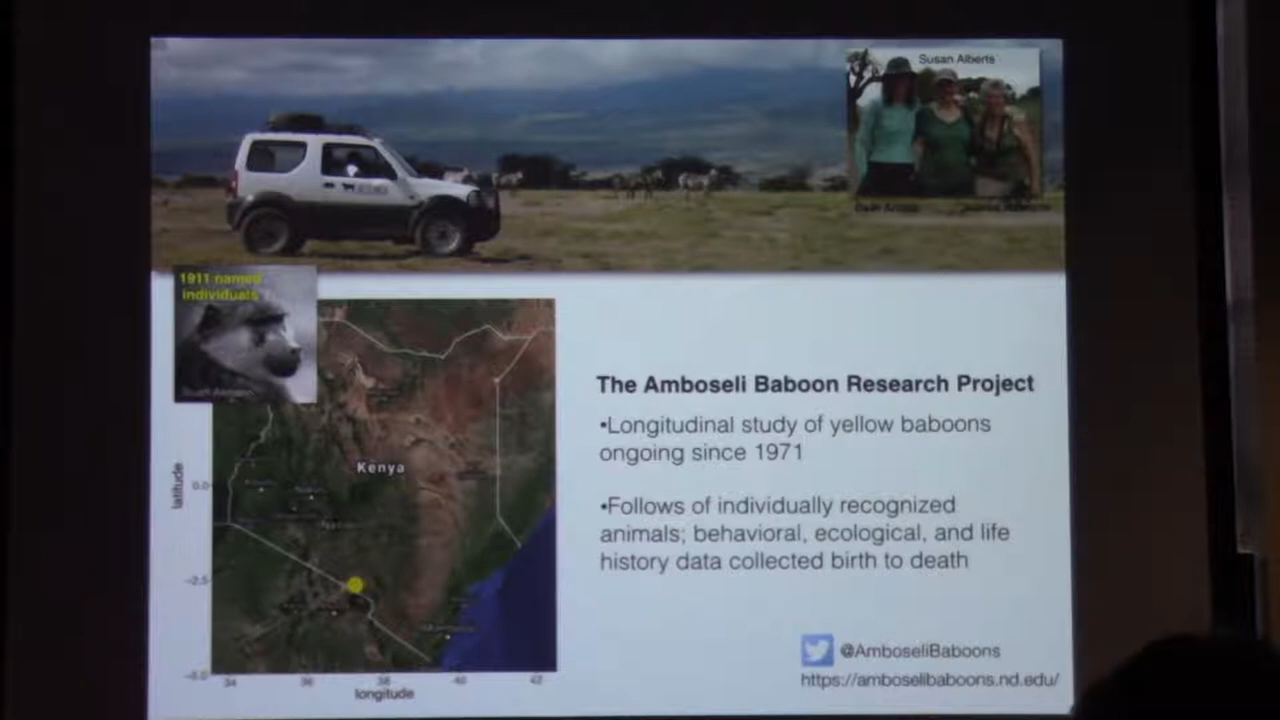 Susan Alberts
1911 named
individuals
Kenya
latitude
0.0
-2.5
34
36
38
40
42
longitude
The Amboseli Baboon Research Project
•Longitudinal study of yellow baboons
ongoing since 1971
•Follows of individually recognized
animals; behavioral, ecological, and life
history data collected birth to death
@AmboseliBaboons
https://amboselibaboons.nd.edu/